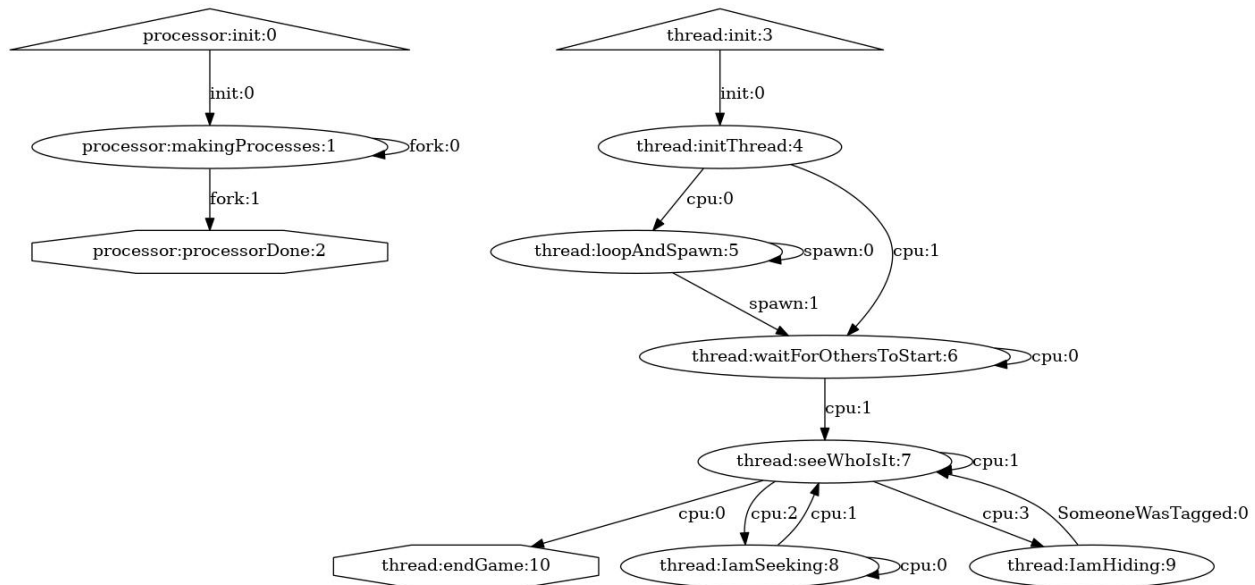 processor:init:0
thread:init:3
init:0
init:0
processor:makingProcesses:1
fork:0
thread:initThread:4
fork:1
cpu:0
processor:processorDone:2
thread:loopAndSpawn:5
spawn:0
cpu:1
spawn:1
thread:waitForOthersToStart:6
cpu:0
cpu:1
thread:seeWhoIsIt:7
cpu:1
cpu:0
cpu:2
cpu:1
cpu:3
SomeoneWasTagged:0
thread:endGame:10
thread:IamSeeking:8
cpu:0
thread:IamHiding:9